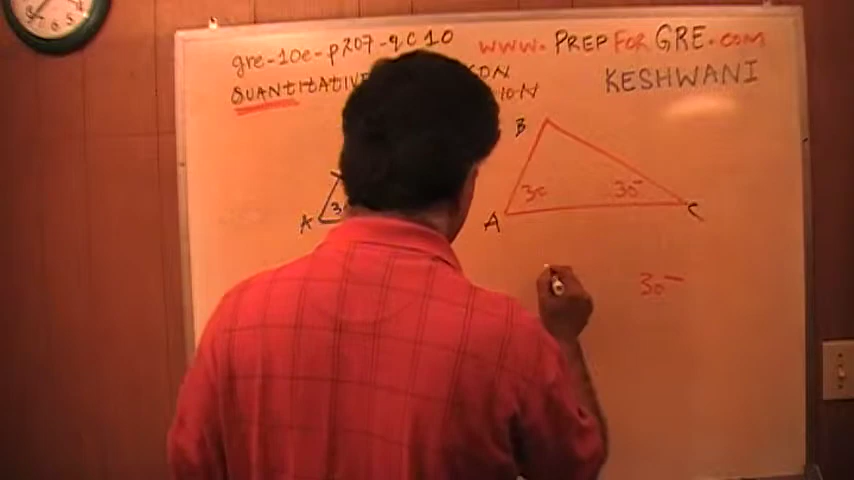 gre-10e-p207-qc10
www.PREPFORGRE.com
QUANTITATIVE
KESHWANI
B
30
30-
A
A
C
30-